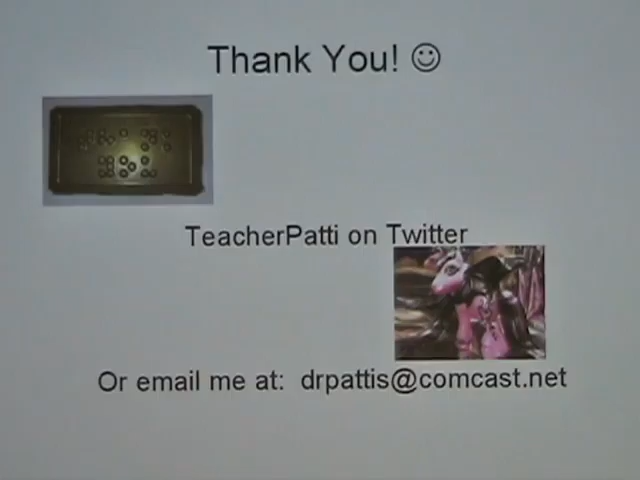 Thank You! ☺
TeacherPatti on Twitter
Or email me at: drpattis@comcast.net